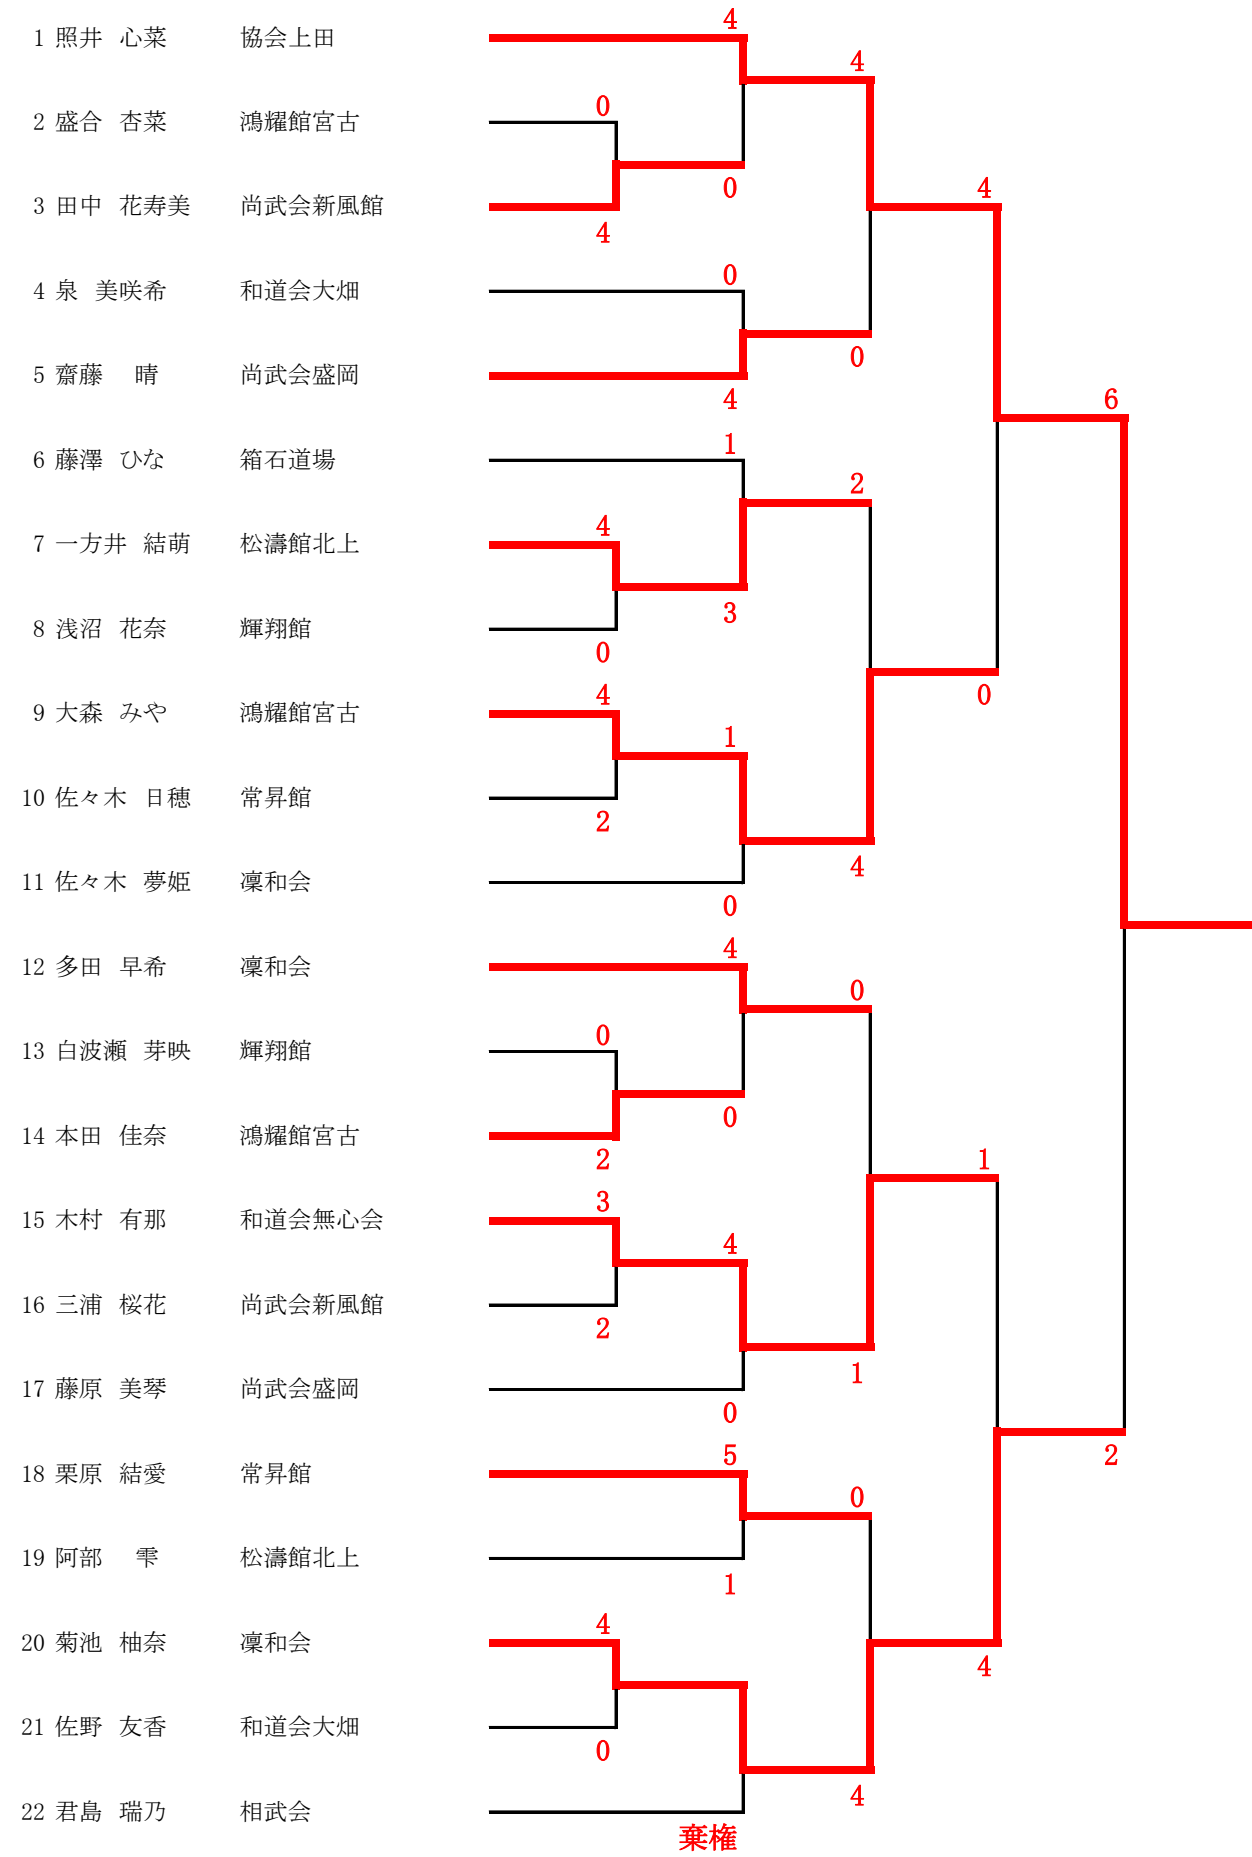 4
1 照井 心菜 協会上田
4
0
2 盛合 杏菜 鴻耀館宮古
4
0
3 田中 花寿美 尚武会新風館
4
0
4 泉 美咲希 和道会大畑
0
5 齋藤 晴 尚武会盛岡
4
6
1
6 藤澤 ひな 箱石道場
2
4
7 一方井 結萌 松濤館北上
3
8 浅沼 花奈 輝翔館
0
4
0
9 大森 みや 鴻耀館宮古
1
10 佐々木 日穂 常昇館
2
4
11 佐々木 夢姫 凜和会
0
4
12 多田 早希 凜和会
0
0
13 白波瀬 芽映 輝翔館
0
14 本田 佳奈 鴻耀館宮古
2
1
3
15 木村 有那 和道会無心会
4
16 三浦 桜花 尚武会新風館
2
1
17 藤原 美琴 尚武会盛岡
0
5
2
18 栗原 結愛 常昇館
0
19 阿部 雫 松濤館北上
1
4
20 菊池 柚奈 凜和会
4
21 佐野 友香 和道会大畑
0
4
22 君島 瑞乃 相武会
棄権